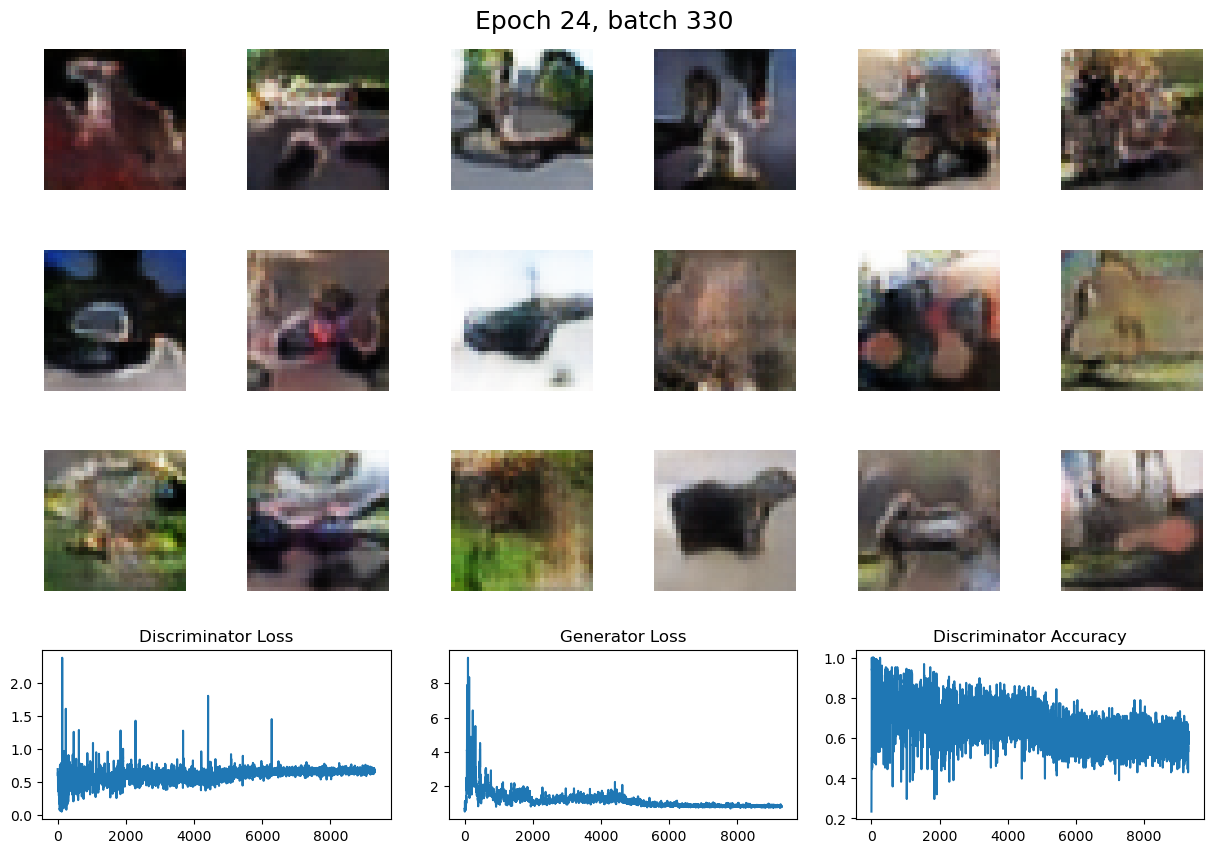 Epoch 24, batch 330
Discriminator Loss
Generator Loss
Discriminator Accuracy
2.0
1.5
1.0
0.5
0.0
0 2000 4000 6000 8000
8
6
4
2
0 2000 4000 6000 8000
1.0
0.8
0.6
0.4
0.2
0 2000 4000 6000 8000